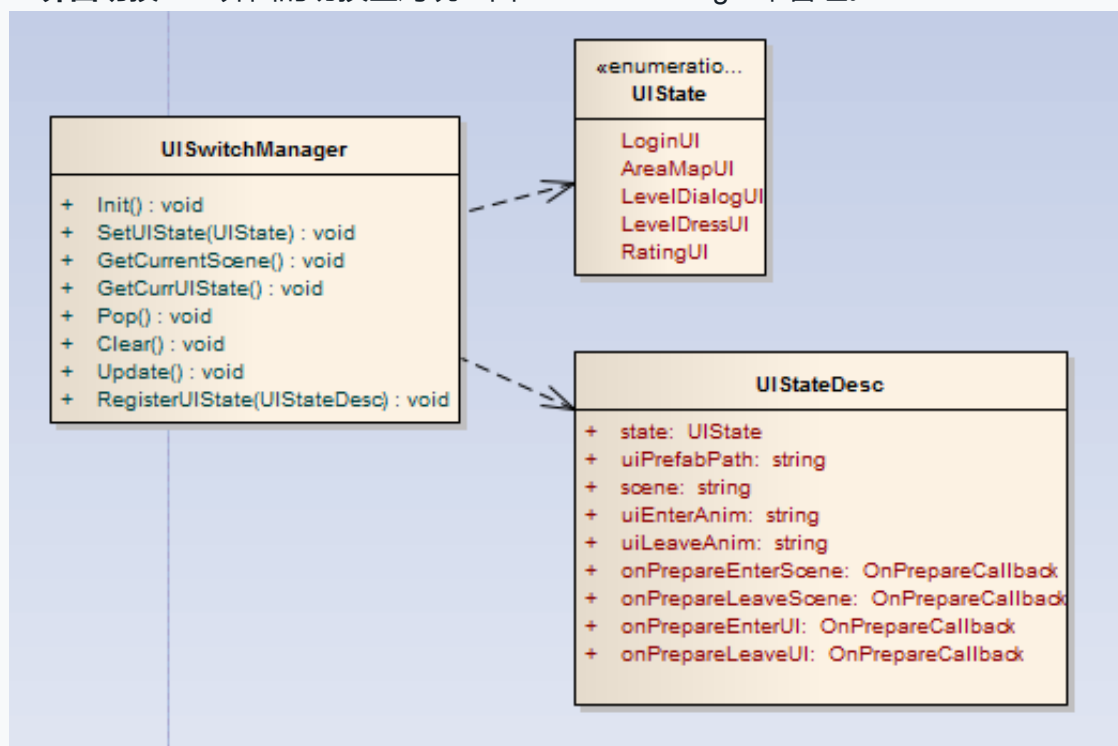 UISwitchManager
+ Init() : void
+ SetUIState(UIState) : void
+ GetCurrentScene() : void
+ GetCurrUIState() : void
+ Pop() : void
+ Clear() : void
+ Update() : void
+ RegisterUIState(UIStateDesc) : void
«enumeratio...
UIState
LoginUI
AreaMapUI
LevelDialogUI
LevelDressUI
RatingUI
UIStateDesc
+ state: UIState
+ uiPrefabPath: string
+ scene: string
+ uiEnterAnim: string
+ uiLeaveAnim: string
+ onPrepareEnterScene: OnPrepareCallback
+ onPrepareLeaveScene: OnPrepareCallback
+ onPrepareEnterUI: OnPrepareCallback
+ onPrepareLeaveUI: OnPrepareCallback